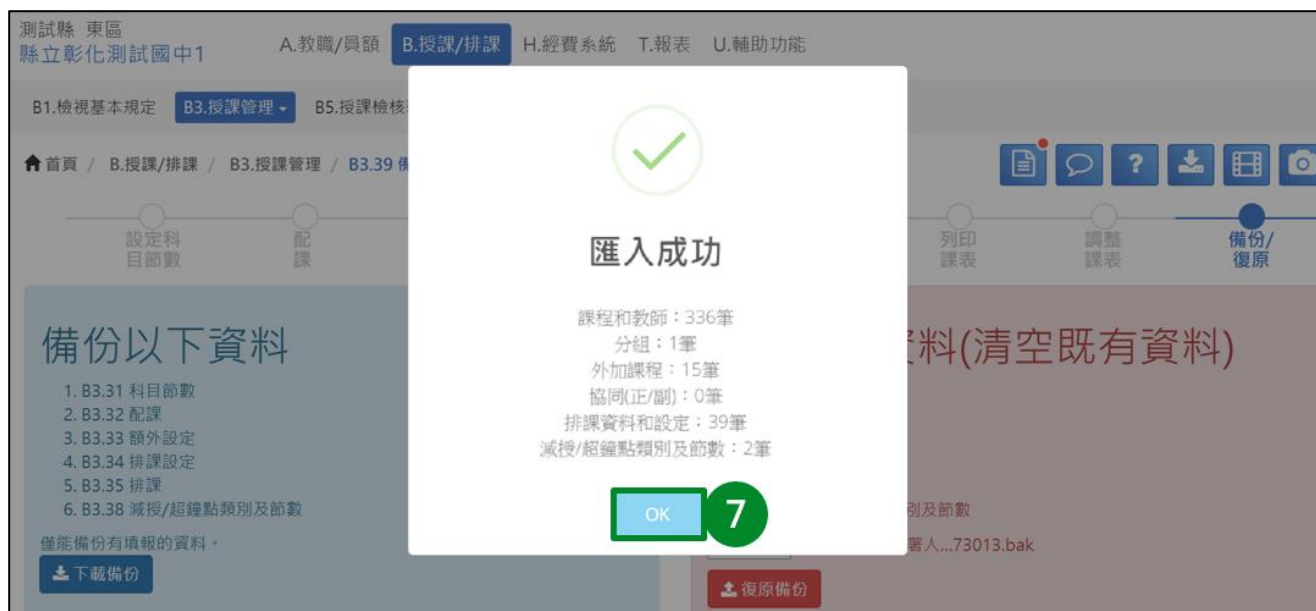 測試縣 東區
縣立彰化測試國中1
A.教職/員額 B.授課/排課 H.經費系統 T.報表 U.輔助功能
B1.檢視基本規定 B3.授課管理 B5.授課檢核
首頁 / B.授課/排課 / B3.授課管理 / B3.39 備
?
設定科
目節數
配
課
列印
課表
調整
課表
備份/
復原
匯入成功
課程和教師：336筆
分組：1筆
外加課程：15筆
協同(正/副)：0筆
排課資料和設定：39筆
減授/超鐘點類別及節數：2筆
OK
7
備份以下資料
1. B3.31 科目節數
2. B3.32 配課
3. B3.33 額外設定
4. B3.34 排課設定
5. B3.35 排課
6. B3.38 減授/超鐘點類別及節數
僅能備份有填報的資料。
下載備份
資料(清空既有資料)
別及節數
署人...73013.bak
復原備份